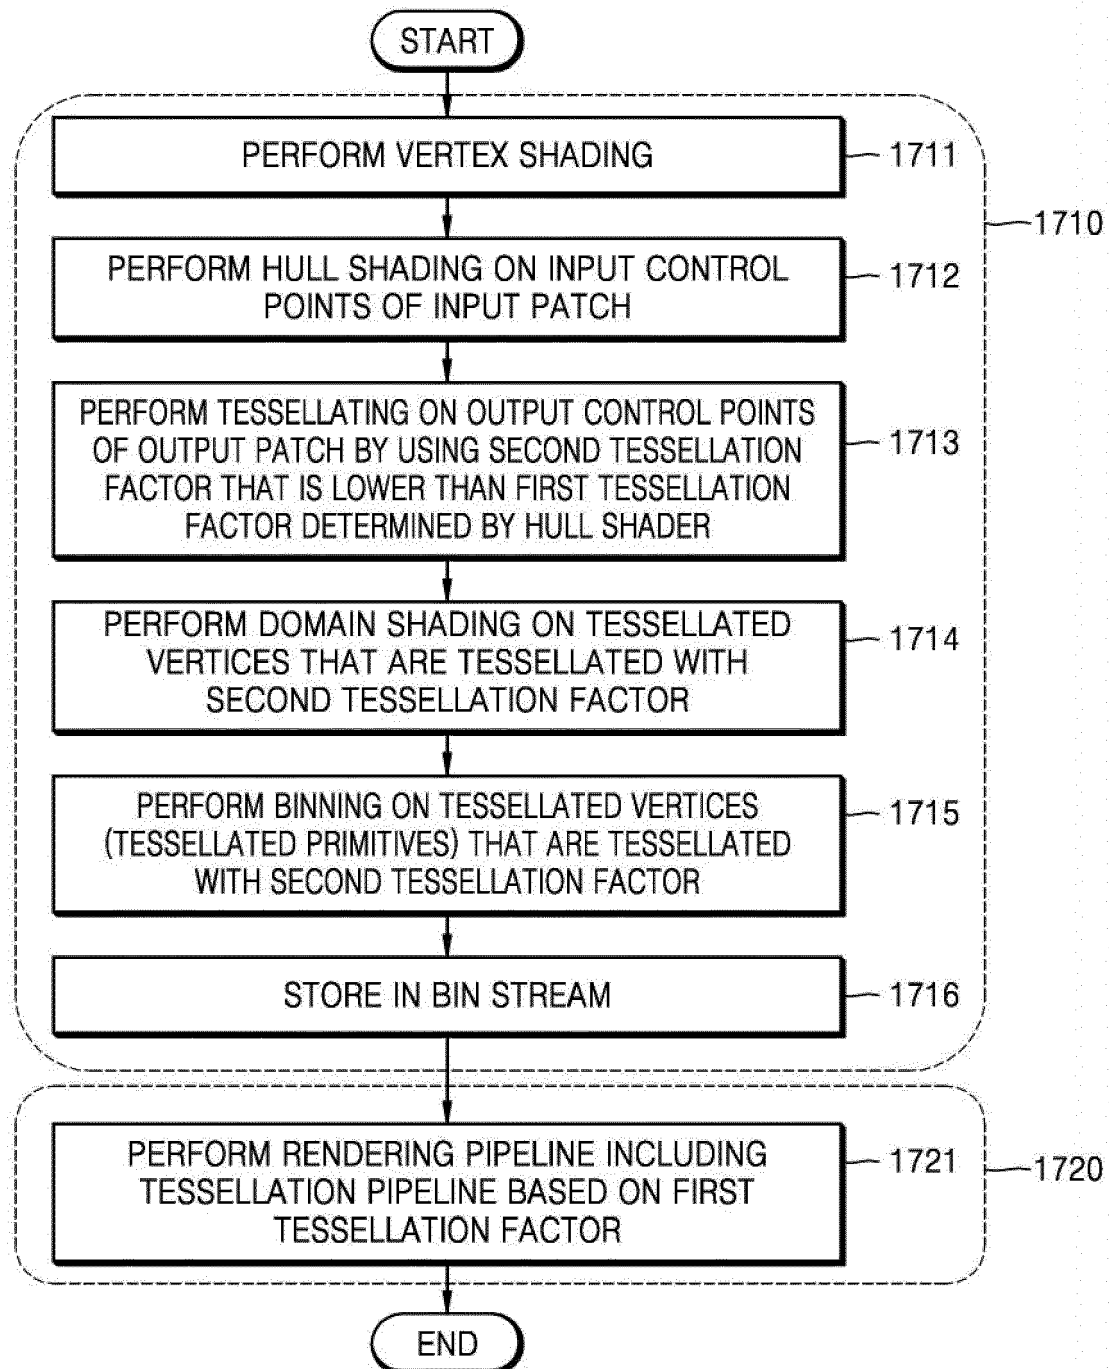 START
PERFORM VERTEX SHADING
1711
1710
PERFORM HULL SHADING ON INPUT CONTROL
POINTS OF INPUT PATCH
1712
PERFORM TESSELLATING ON OUTPUT CONTROL POINTS
OF OUTPUT PATCH BY USING SECOND TESSELLATION
FACTOR THAT IS LOWER THAN FIRST TESSELLATION
FACTOR DETERMINED BY HULL SHADER
1713
PERFORM DOMAIN SHADING ON TESSELLATED
VERTICES THAT ARE TESSELLATED WITH
SECOND TESSELLATION FACTOR
1714
PERFORM BINNING ON TESSELLATED VERTICES
(TESSELLATED PRIMITIVES) THAT ARE TESSELLATED
WITH SECOND TESSELLATION FACTOR
1715
STORE IN BIN STREAM
1716
PERFORM RENDERING PIPELINE INCLUDING
TESSELLATION PIPELINE BASED ON FIRST
TESSELLATION FACTOR
1721
1720
END